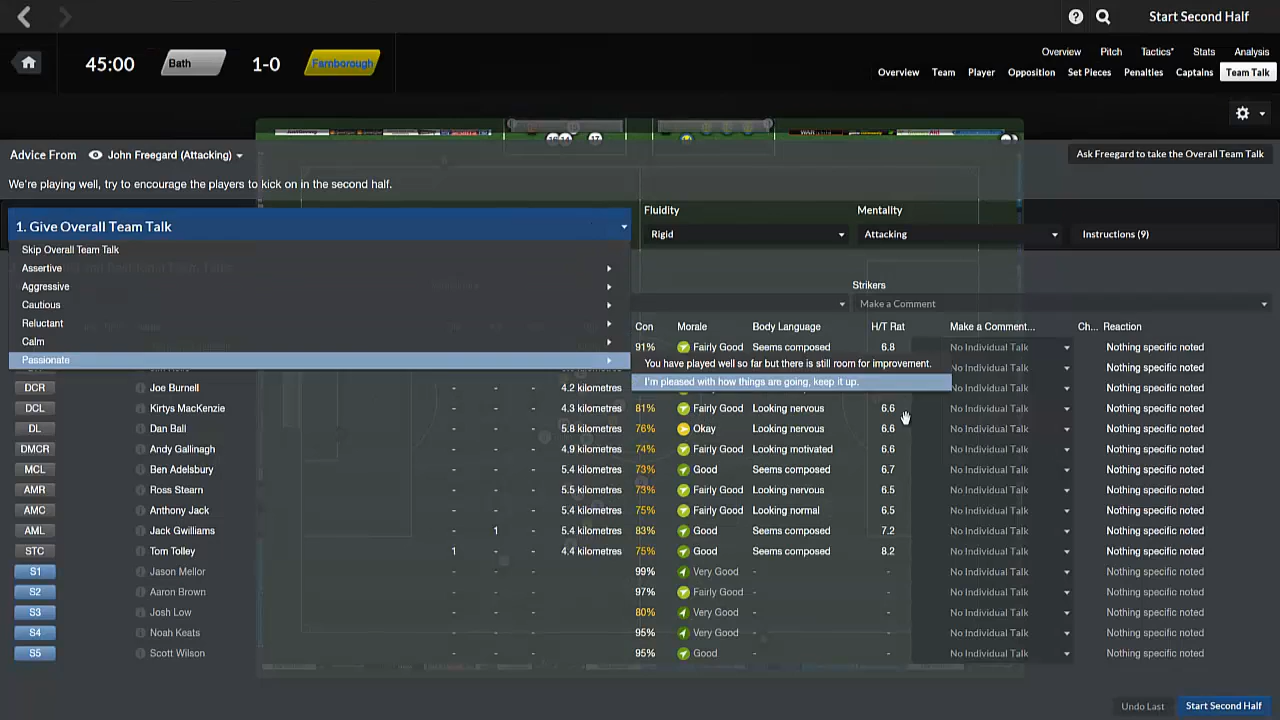 Start Second Half
45:00 Bath 1-0 Farnborough
Overview Pitch Tactics* Stats Analysis
Overview Team Player Opposition Set Pieces Penalties Captains Team Talk
Advice From John Freegard (Attacking)
Ask Freegard to take the Overall Team Talk
We're playing well, try to encourage the players to kick on in the second half.
1. Give Overall Team Talk
Fluidity Mentality
Rigid Attacking Instructions (9)
Skip Overall Team Talk
Assertive
Aggressive
Cautious
Reluctant
Calm
Passionate
Strikers
Make a Comment
Con Morale Body Language H/T Rat Make a Comment... Ch... Reaction
91% Fairly Good Seems composed 6.8 No Individual Talk Nothing specific noted
You have played well so far but there is still room for improvement.
No Individual Talk Nothing specific noted
I'm pleased with how things are going, keep it up.
DCR Joe Burnell - - - 4.2 kilometres No Individual Talk Nothing specific noted
DCL Kirtys MacKenzie - - - 4.3 kilometres 81% Fairly Good Looking nervous 6.6 No Individual Talk Nothing specific noted
DL Dan Ball - - - 5.8 kilometres 76% Okay Looking nervous 6.6 No Individual Talk Nothing specific noted
DMCR Andy Gallinagh - - - 4.9 kilometres 74% Fairly Good Looking motivated 6.6 No Individual Talk Nothing specific noted
MCL Ben Adelsbury - - - 5.4 kilometres 73% Good Seems composed 6.7 No Individual Talk Nothing specific noted
AMR Ross Stearn - - - 5.5 kilometres 73% Fairly Good Looking nervous 6.5 No Individual Talk Nothing specific noted
AMC Anthony Jack - - - 5.4 kilometres 75% Fairly Good Looking normal 6.5 No Individual Talk Nothing specific noted
AML Jack Gwilliams - 1 - 5.4 kilometres 83% Good Seems composed 7.2 No Individual Talk Nothing specific noted
STC Tom Tolley 1 - - 4.4 kilometres 75% Good Seems composed 8.2 No Individual Talk Nothing specific noted
S1 Jason Mellor 99% Very Good - - No Individual Talk Nothing specific noted
S2 Aaron Brown 97% Fairly Good - - No Individual Talk Nothing specific noted
S3 Josh Low 80% Very Good - - No Individual Talk Nothing specific noted
S4 Noah Keats 95% Very Good - - No Individual Talk Nothing specific noted
S5 Scott Wilson 95% Good - - No Individual Talk Nothing specific noted
Undo Last Start Second Half